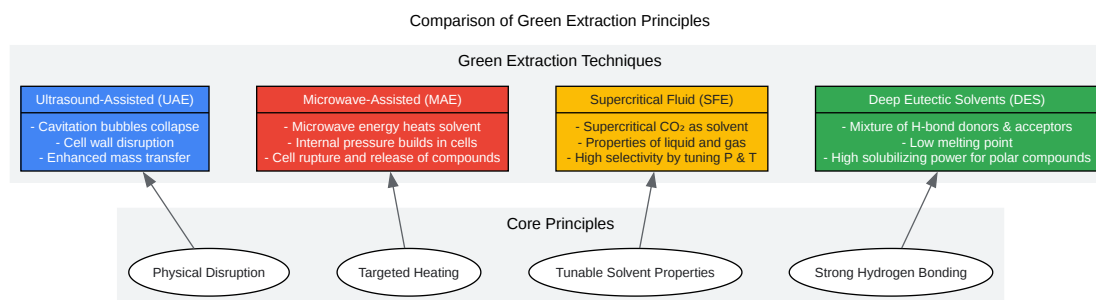 Comparison of Green Extraction Principles
Green Extraction Techniques
Ultrasound-Assisted (UAE)
- Cavitation bubbles collapse
- Cell wall disruption
- Enhanced mass transfer
Microwave-Assisted (MAE)
- Microwave energy heats solvent
- Internal pressure builds in cells
- Cell rupture and release of compounds
Supercritical Fluid (SFE)
- Supercritical CO₂ as solvent
- Properties of liquid and gas
- High selectivity by tuning P & T
Deep Eutectic Solvents (DES)
- Mixture of H-bond donors & acceptors
- Low melting point
- High solubilizing power for polar compounds
Core Principles
Physical Disruption
Targeted Heating
Tunable Solvent Properties
Strong Hydrogen Bonding